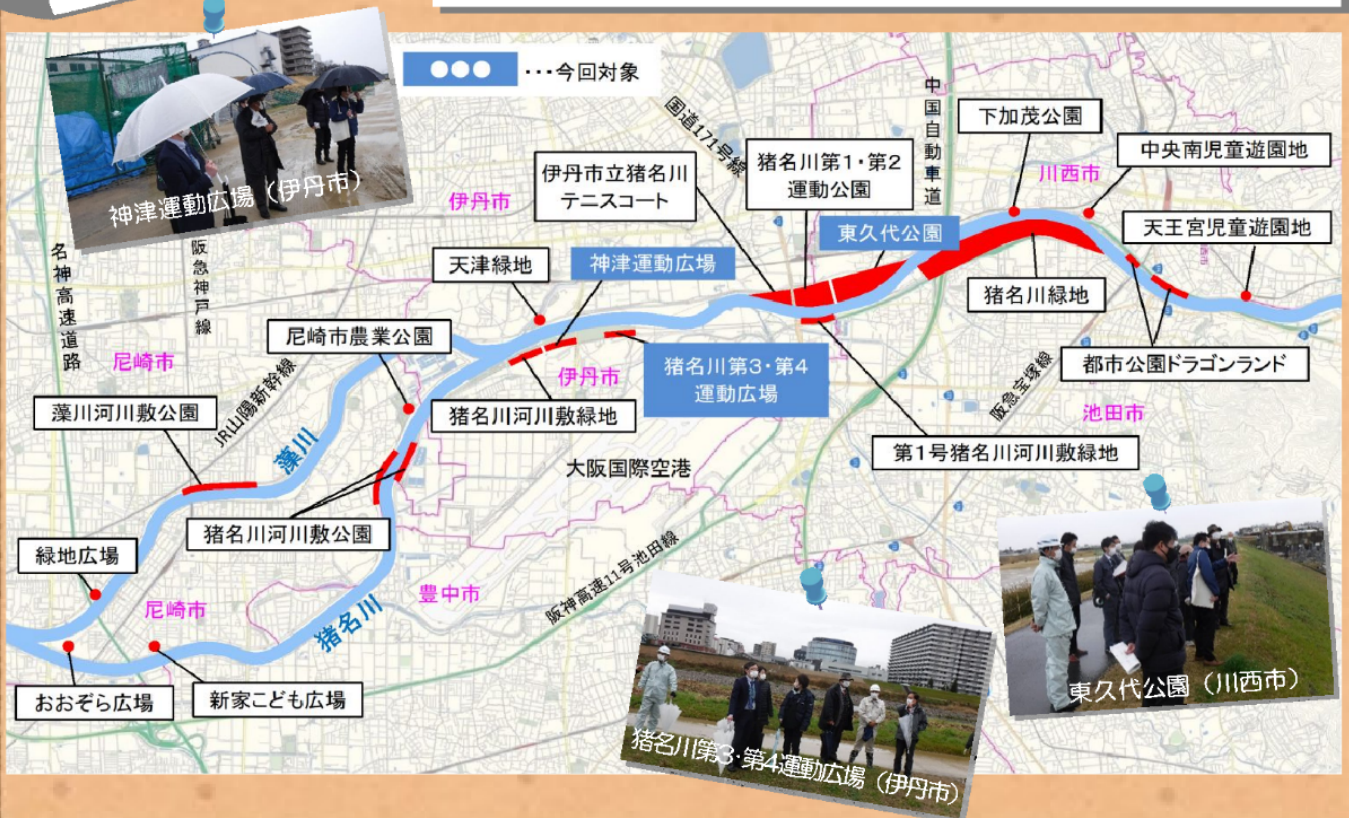 ●●● …今回対象
神津運動広場（伊丹市）
国道171号線
中国自動車道
下加茂公園
中央南児童遊園地
川西市
天王宮児童遊園地
伊丹市立猪名川
テニスコート
猪名川第1・第2
運動公園
伊丹市
東久代公園
名神高速道路
阪急神戸線
天津緑地
神津運動広場
猪名川緑地
尼崎市農業公園
尼崎市
伊丹市
猪名川第3・第4
運動広場
都市公園ドラゴンランド
JR山陽新幹線
阪急宝塚線
池田市
藻川河川敷公園
猪名川河川敷緑地
藻川
第1号猪名川河川敷緑地
大阪国際空港
猪名川河川敷公園
緑地広場
尼崎市
豊中市
阪神高速11号池田線
猪名川
おおぞら広場
新家こども広場
東久代公園（川西市）
猪名川第3・第4運動広場（伊丹市）